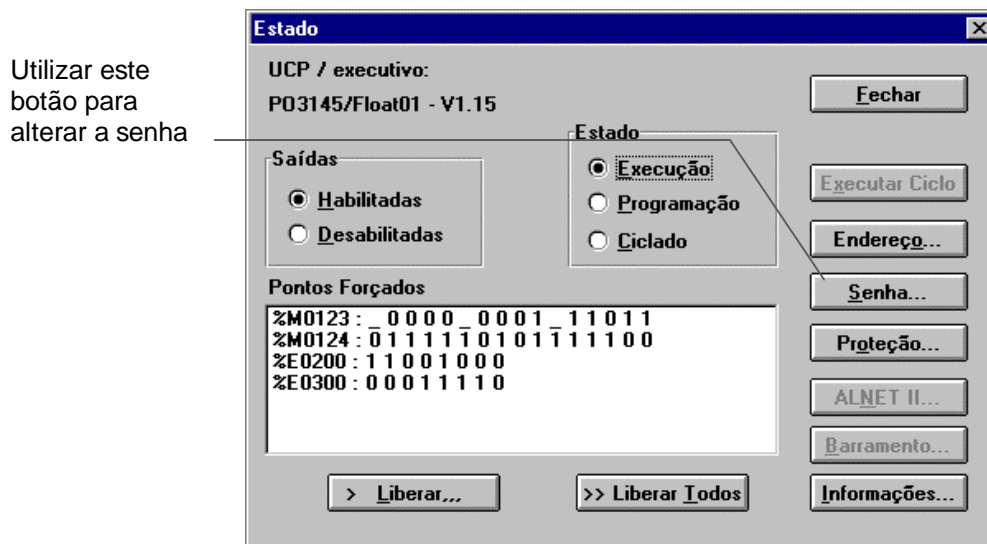 Utilizar este
botão para
alterar a senha
Estado
UCP / executivo:
PO3145/Float01 - V1.15
Saídas
Habilitadas
Desabilitadas
Estado
Execução
Programação
Ciclado
Pontos Forçados
%M0123 : _ 0 0 0 0 _ 0 0 0 1 _ 1 1 0 1 1
%M0124 : 0 1 1 1 1 1 0 1 0 1 1 1 1 1 0 0
%E0200 : 1 1 0 0 1 0 0 0
%E0300 : 0 0 0 1 1 1 1 0
> Liberar,,,
>> Liberar Todos
Fechar
Executar Ciclo
Endereço...
Senha...
Proteção...
ALNET II...
Barramento...
Informações...